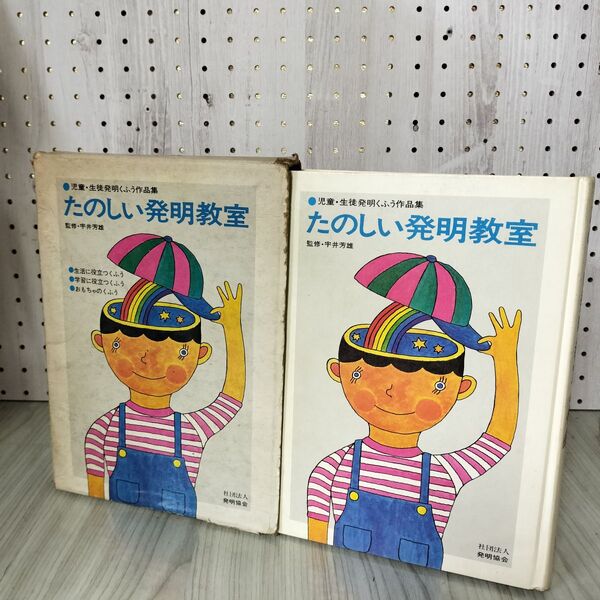 ●児童・生徒発明くふう作品集
たのしい発明教室
監修・宇井芳雄
●生活に役立つくふう
●学習に役立つくふう
●おもちゃのくふう
社団法人
発明協会
●児童・生徒発明くふう作品集
たのしい発明教室
監修・宇井芳雄
社団法人
発明協会